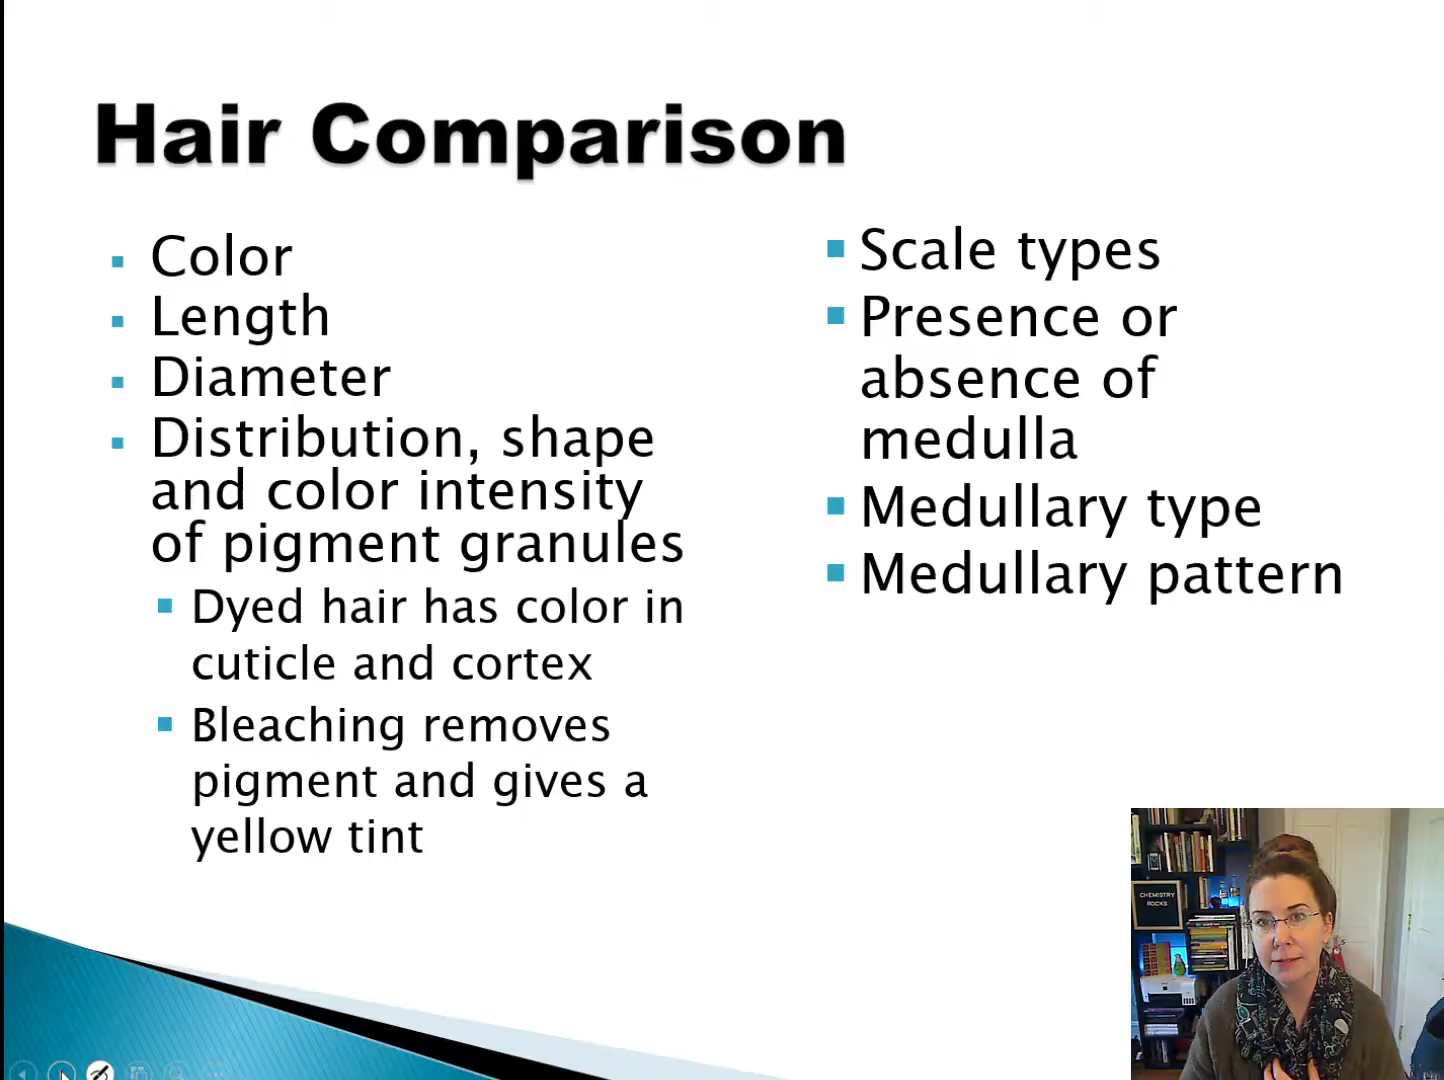 Hair Comparison
Color
Length
Diameter
Distribution, shape
and color intensity
of pigment granules
Dyed hair has color in
cuticle and cortex
Bleaching removes
pigment and gives a
yellow tint
Scale types
Presence or
absence of
medulla
Medullary type
Medullary pattern
CHEMISTRY
ROCKS